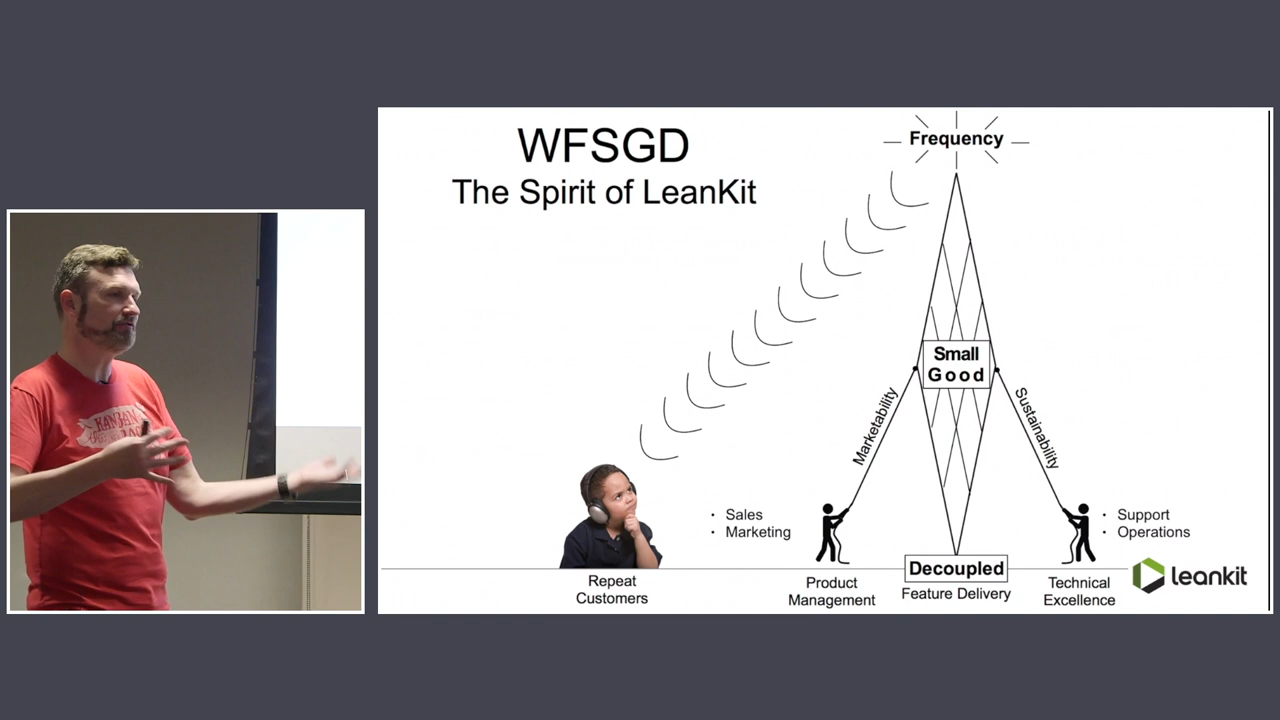 WFSGD
The Spirit of LeanKit
Frequency
Small
Good
Marketability
Sustainability
• Sales
• Marketing
• Support
• Operations
Repeat
Customers
Product
Management
Decoupled
Feature Delivery
Technical
Excellence
leankit
KANBAN